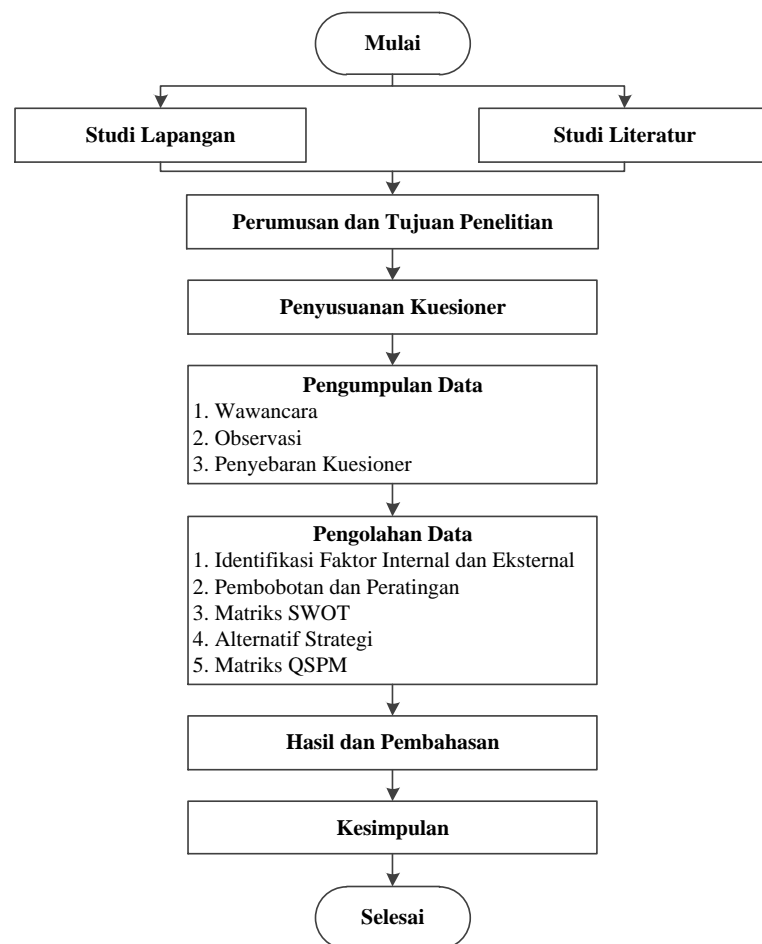 Mulai
Studi Lapangan
Studi Literatur
Perumusan dan Tujuan Penelitian
Penyusuanan Kuesioner
Pengumpulan Data
1. Wawancara
2. Observasi
3. Penyebaran Kuesioner
Pengolahan Data
1. Identifikasi Faktor Internal dan Eksternal
2. Pembobotan dan Peratingan
3. Matriks SWOT
4. Alternatif Strategi
5. Matriks QSPM
Hasil dan Pembahasan
Kesimpulan
Selesai